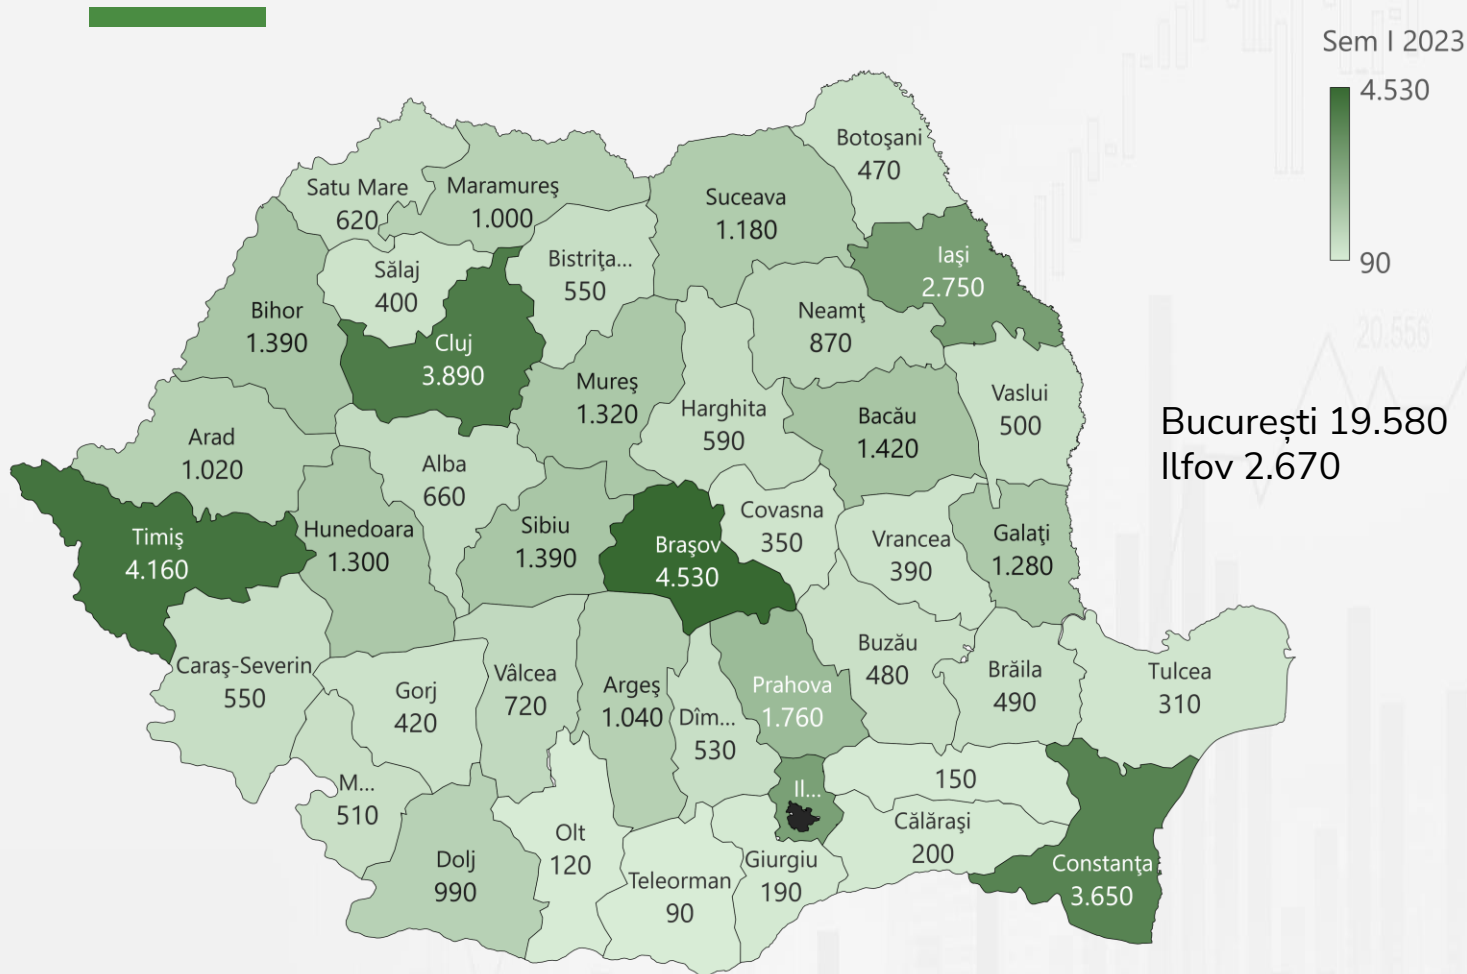 Sem I 2023
4.530
90
Botoşani
470
Satu Mare
620
Maramureş
1.000
Suceava
1.180
Iaşi
2.750
Sălaj
400
Bistriţa...
550
Neamţ
870
Bihor
1.390
Cluj
3.890
Mureş
1.320
Harghita
590
Bacău
1.420
Vaslui
500
20.556
București 19.580
Ilfov 2.670
Arad
1.020
Alba
660
Timiş
4.160
Hunedoara
1.300
Sibiu
1.390
Braşov
4.530
Covasna
350
Vrancea
390
Galaţi
1.280
Caraş-Severin
550
Gorj
420
Vâlcea
720
Argeş
1.040
Dîm...
530
Prahova
1.760
Buzău
480
Brăila
490
Tulcea
310
M...
510
Il...
150
Călăraşi
200
Constanţa
3.650
Dolj
990
Olt
120
Teleorman
90
Giurgiu
190